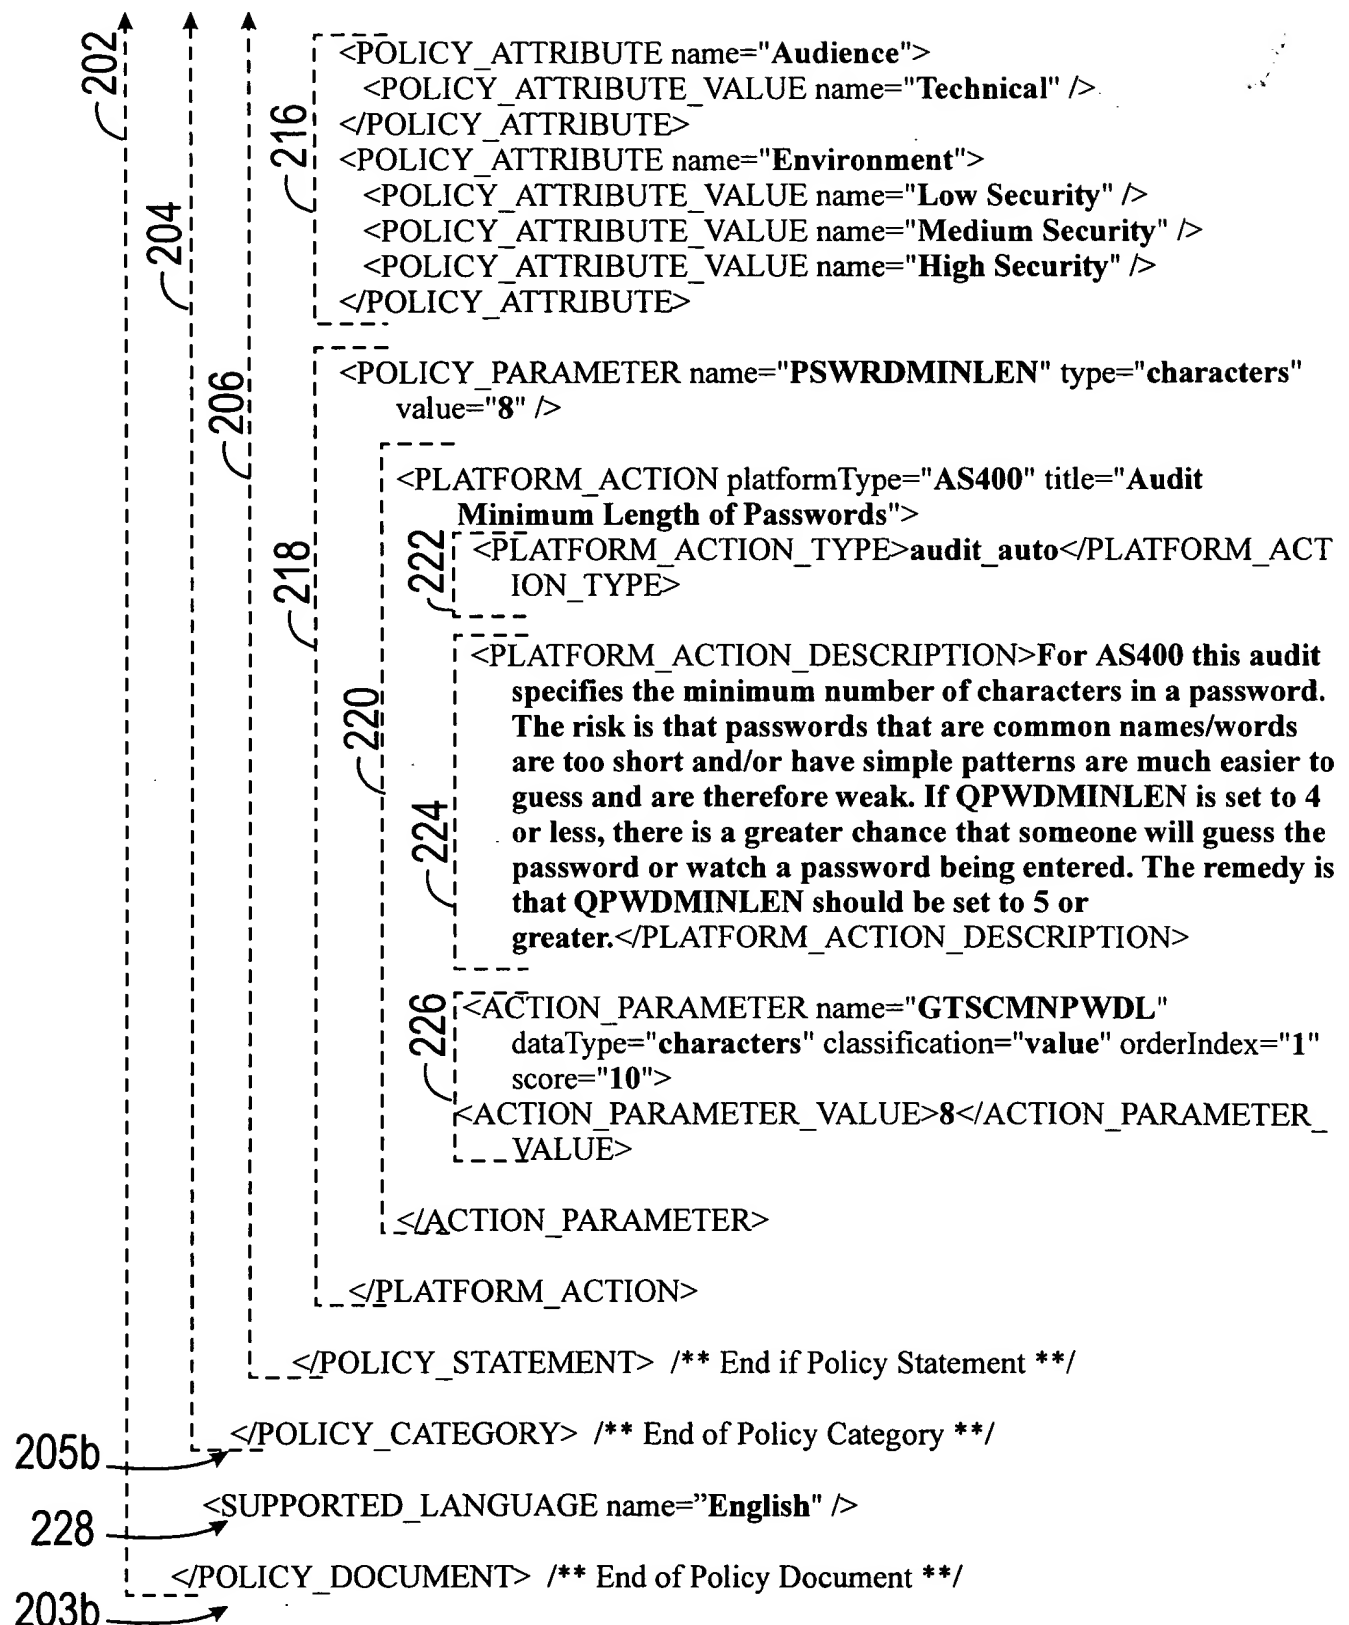 202
<POLICY_ATTRIBUTE name="Audience">
<POLICY_ATTRIBUTE_VALUE name="Technical" />
</POLICY_ATTRIBUTE>
216
<POLICY_ATTRIBUTE name="Environment">
<POLICY_ATTRIBUTE_VALUE name="Low Security" />
204
<POLICY_ATTRIBUTE_VALUE name="Medium Security" />
<POLICY_ATTRIBUTE_VALUE name="High Security" />
</POLICY_ATTRIBUTE>
206
<POLICY_PARAMETER name="PSWRDMINLEN" type="characters"
value="8" />
<PLATFORM_ACTION platformType="AS400" title="Audit
Minimum Length of Passwords">
218
222
<PLATFORM_ACTION_TYPE>audit_auto</PLATFORM_ACT
ION_TYPE>
220
224
<PLATFORM_ACTION_DESCRIPTION>For AS400 this audit
specifies the minimum number of characters in a password.
The risk is that passwords that are common names/words
are too short and/or have simple patterns are much easier to
guess and are therefore weak. If QPWDMINLEN is set to 4
or less, there is a greater chance that someone will guess the
password or watch a password being entered. The remedy is
that QPWDMINLEN should be set to 5 or
greater.</PLATFORM_ACTION_DESCRIPTION>
226
<ACTION_PARAMETER name="GTSCMNPWDL"
dataType="characters" classification="value" orderIndex="1"
score="10">
<ACTION_PARAMETER_VALUE>8</ACTION_PARAMETER_
VALUE>
</ACTION_PARAMETER>
</PLATFORM_ACTION>
</POLICY_STATEMENT> /** End if Policy Statement **/
</POLICY_CATEGORY> /** End of Policy Category **/
205b
<SUPPORTED_LANGUAGE name=”English" />
228
</POLICY_DOCUMENT> /** End of Policy Document **/
203b